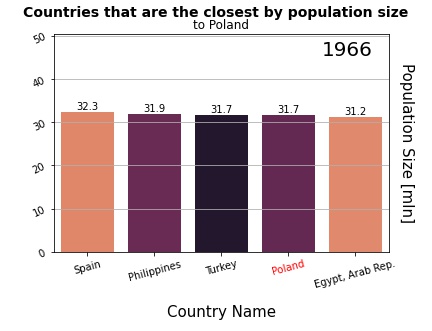 Countries that are the closest by population size
to Poland
1966
50
40
30
20
10
0
32.3
31.9
31.7
31.7
31.2
Spain
Philippines
Turkey
Poland
Egypt, Arab Rep.
Country Name
Population Size [mln]